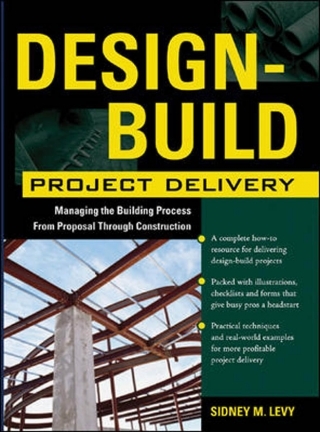 DESIGN-
BUILD
PROJECT DELIVERY
Managing the Building Process
From Proposal Through Construction
A complete how-to
resource for delivering
design-build projects
Packed with illustrations,
checklists and forms that
give busy pros a headstart
Practical techniques
and real-world examples
for more profitable
project delivery
SIDNEY M. LEVY